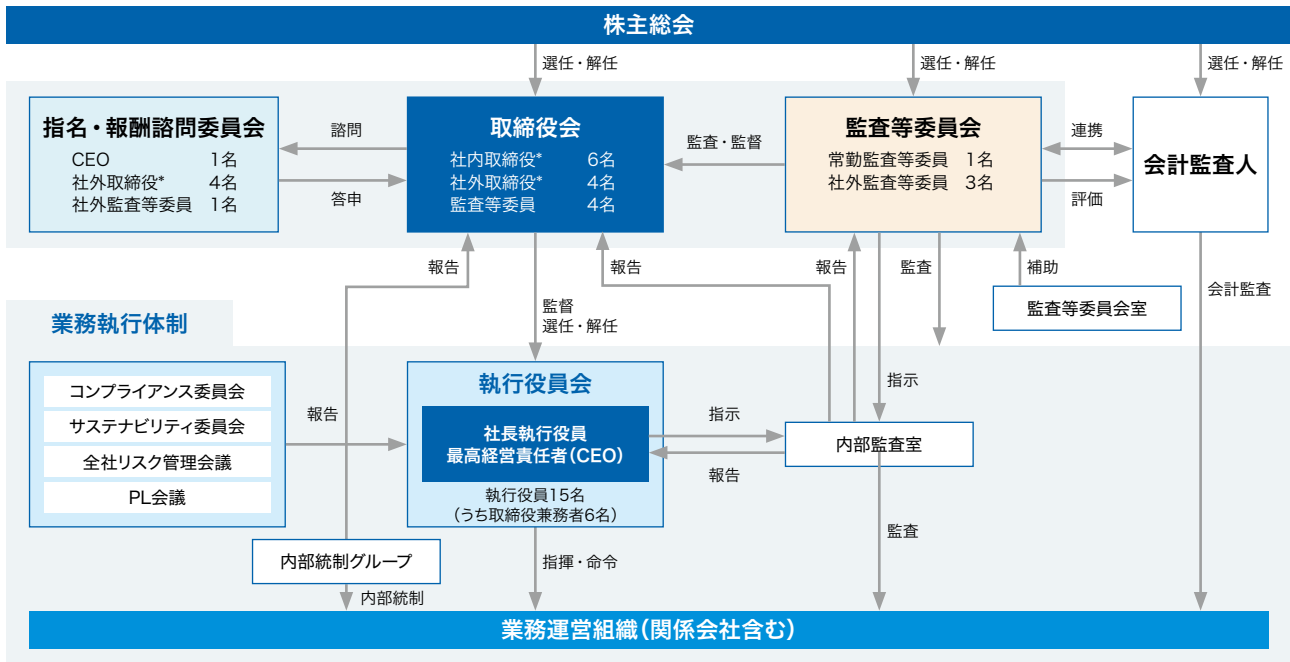 株主総会
選任・解任
選任・解任
選任・解任
指名・報酬諮問委員会
CEO 1名
社外取締役* 4名
社外監査等委員 1名
諮問
答申
取締役会
社内取締役* 6名
社外取締役* 4名
監査等委員 4名
監査・監督
監査等委員会
常勤監査等委員 1名
社外監査等委員 3名
連携
評価
会計監査人
報告
報告
報告
監査
補助
監査等委員会室
会計監査
監督
選任・解任
業務執行体制
コンプライアンス委員会
サステナビリティ委員会
全社リスク管理会議
PL会議
報告
執行役員会
社長執行役員
最高経営責任者(CEO)
執行役員15名
(うち取締役兼務者6名)
指示
報告
指示
内部監査室
監査
内部統制グループ
内部統制
指揮・命令
業務運営組織(関係会社含む)